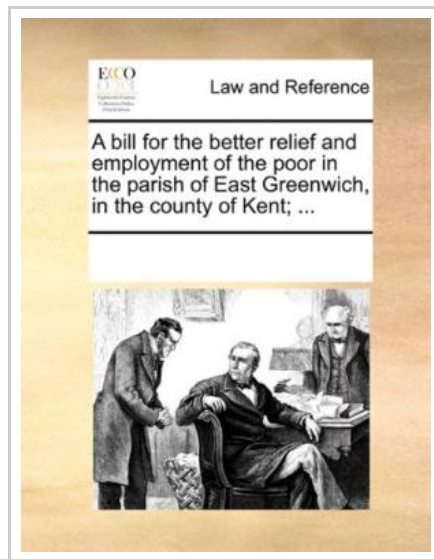 ECCO
Law and Reference
A bill for the better relief and
employment of the poor in
the parish of East Greenwich,
in the county of Kent; ...